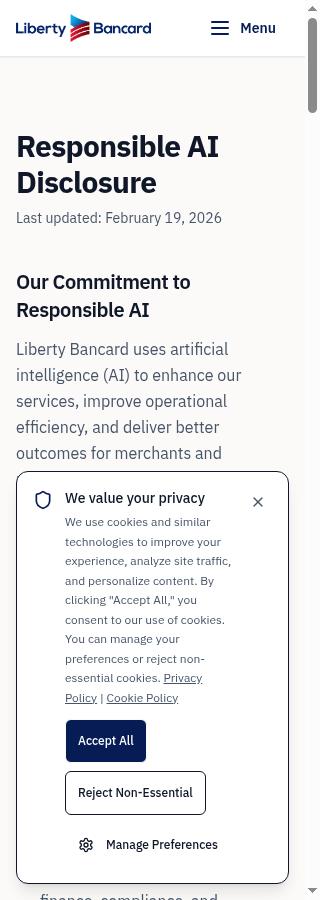 Liberty Bancard
Menu
Responsible AI
Disclosure
Last updated: February 19, 2026
Our Commitment to
Responsible AI
Liberty Bancard uses artificial
intelligence (AI) to enhance our
services, improve operational
efficiency, and deliver better
outcomes for merchants and
We value your privacy
We use cookies and similar
technologies to improve your
experience, analyze site traffic,
and personalize content. By
clicking "Accept All," you
consent to our use of cookies.
You can manage your
preferences or reject non-
essential cookies. Privacy
Policy | Cookie Policy
Accept All
Reject Non-Essential
Manage Preferences
finance, compliance, and